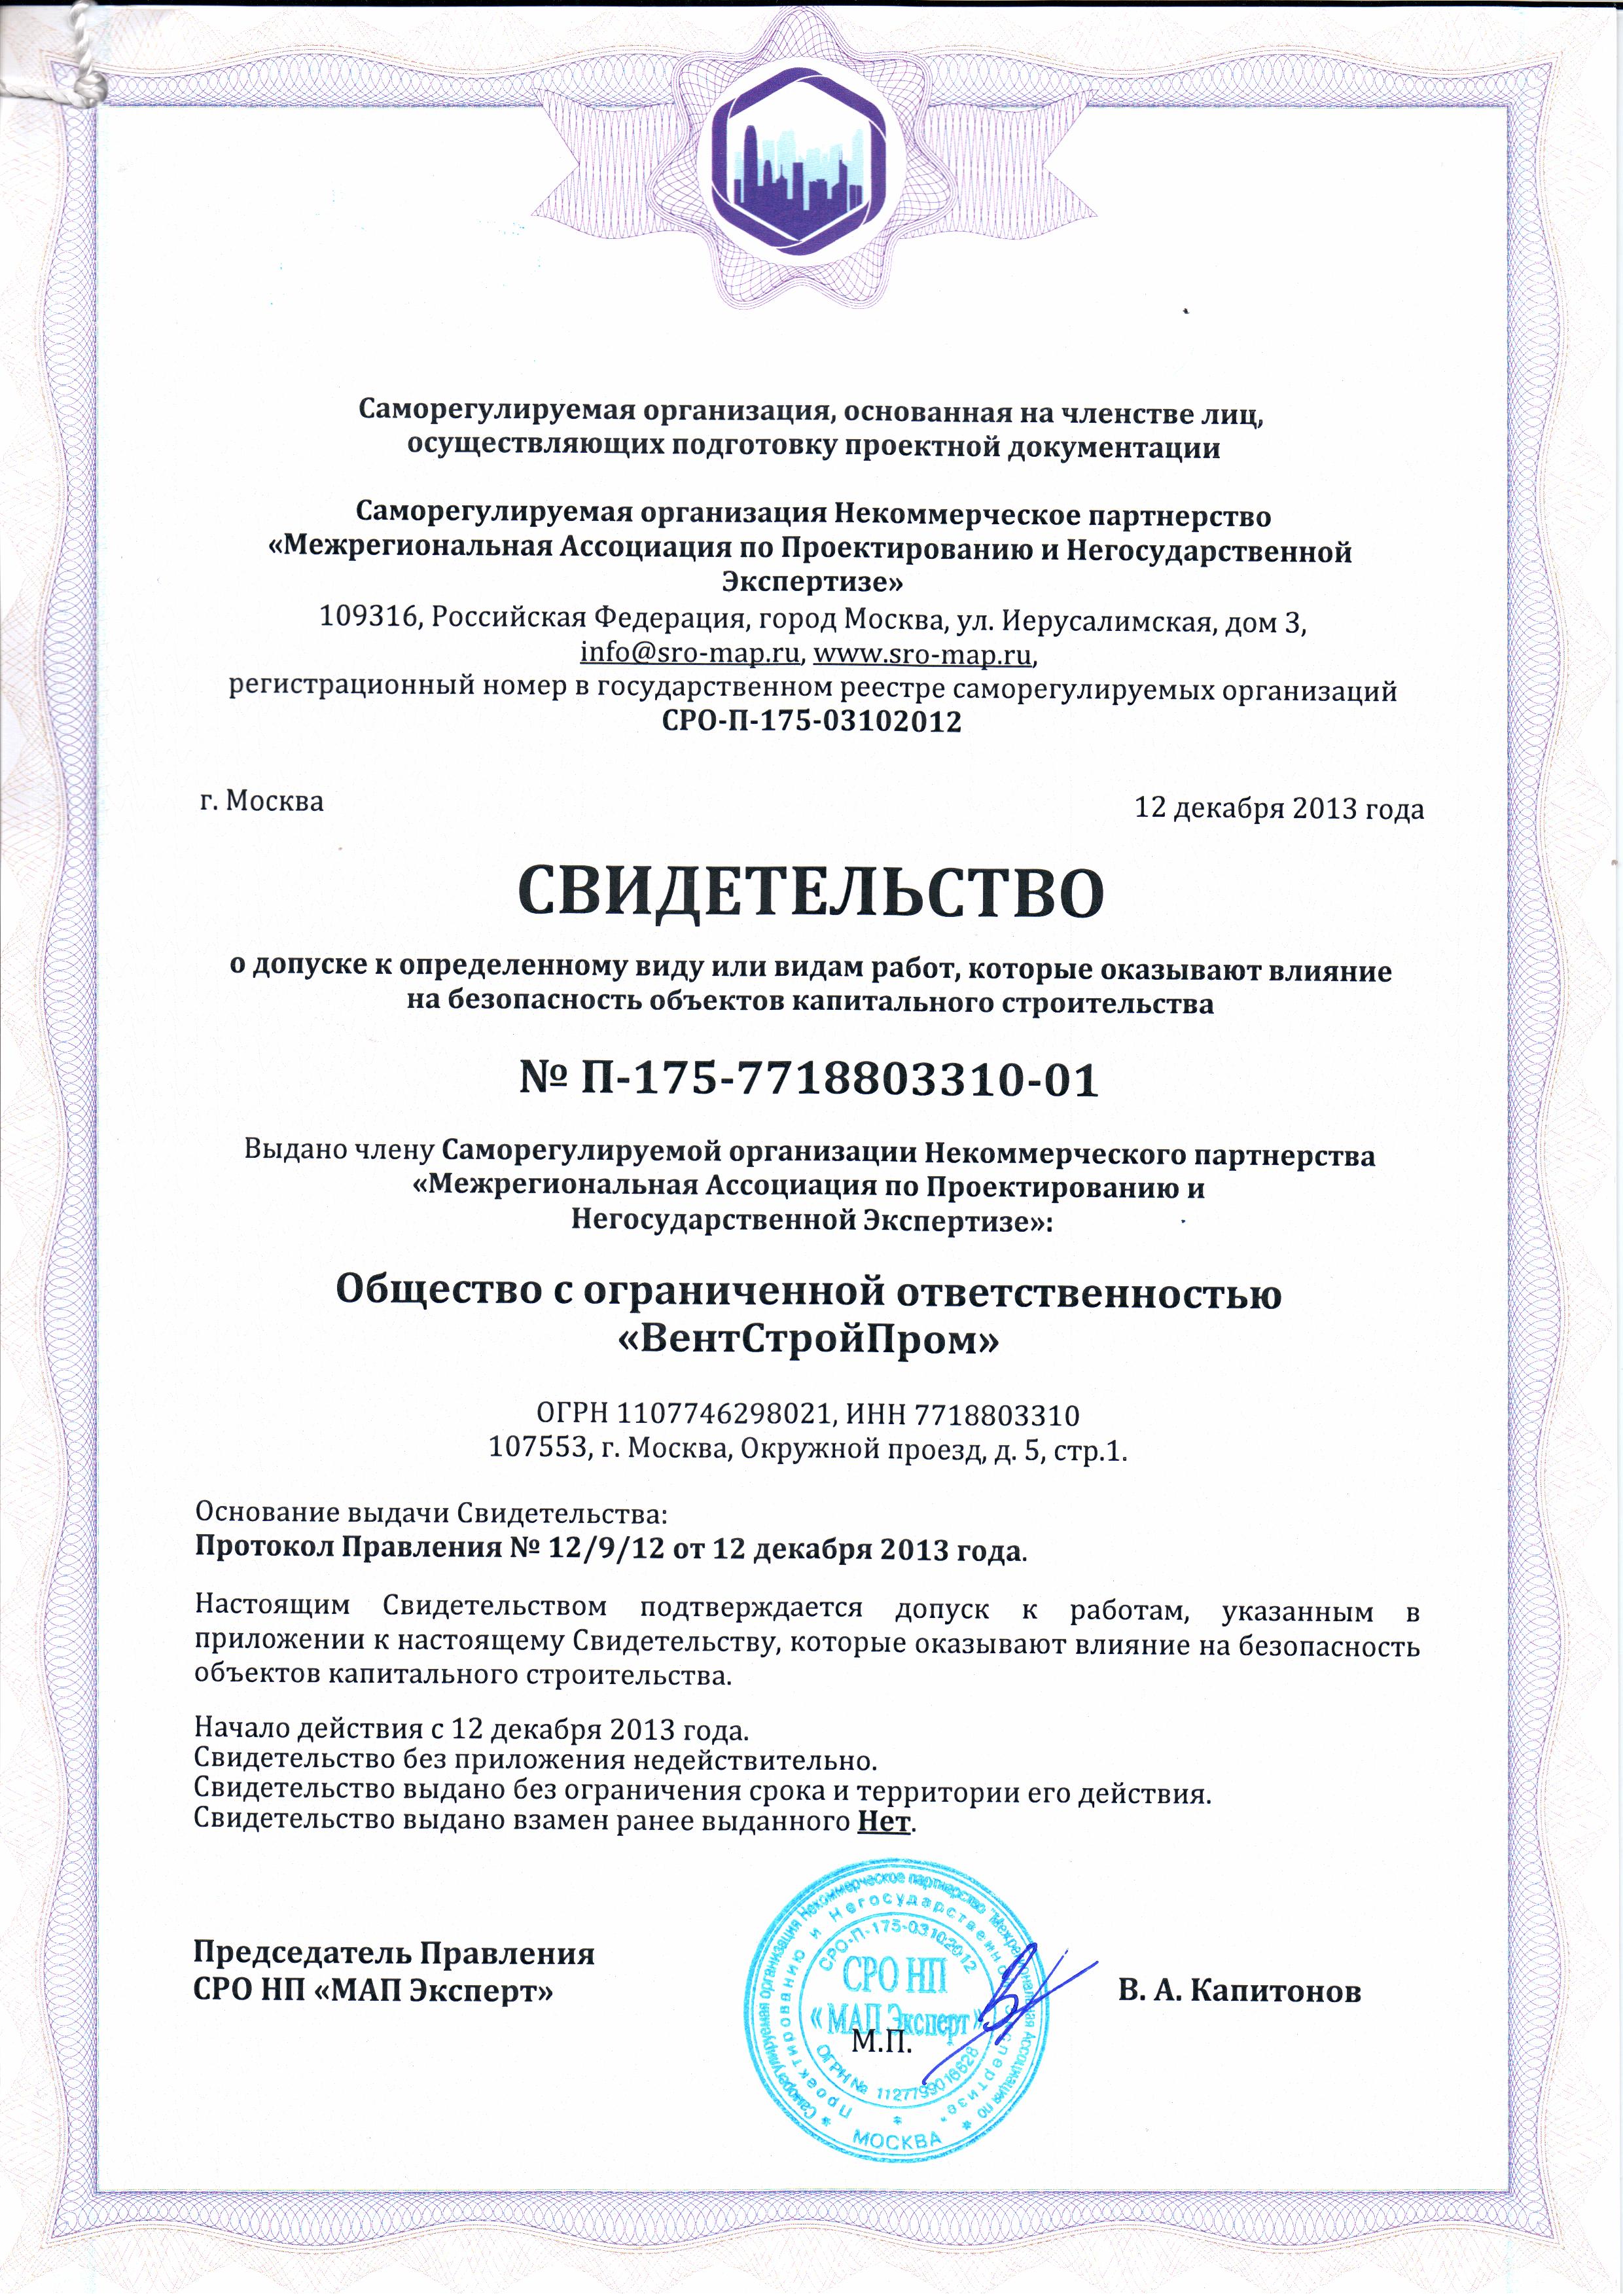 Саморегулируемая организация, основанная на членстве лиц,
осуществляющих подготовку проектной документации
Саморегулируемая организация Некоммерческое партнерство
«Межрегиональная Ассоциация по Проектированию и Негосударственной
Экспертизе»
109316, Российская Федерация, город Москва, ул. Иерусалимская, дом 3,
info@sro-map.ru, www.sro-map.ru,
регистрационный номер в государственном реестре саморегулируемых организаций
СРО-П-175-03102012
г. Москва
12 декабря 2013 года
СВИДЕТЕЛЬСТВО
о допуске к определенному виду или видам работ, которые оказывают влияние
на безопасность объектов капитального строительства
№ П-175-7718803310-01
Выдано члену Саморегулируемой организации Некоммерческого партнерства
«Межрегиональная Ассоциация по Проектированию и
Негосударственной Экспертизе»:
Общество с ограниченной ответственностью
«ВентСтройПром»
ОГРН 1107746298021, ИНН 7718803310
107553, г. Москва, Окружной проезд, д. 5, стр.1.
Основание выдачи Свидетельства:
Протокол Правления № 12/9/12 от 12 декабря 2013 года.
Настоящим Свидетельством подтверждается допуск к работам, указанным в
приложении к настоящему Свидетельству, которые оказывают влияние на безопасность
объектов капитального строительства.
Начало действия с 12 декабря 2013 года.
Свидетельство без приложения недействительно.
Свидетельство выдано без ограничения срока и территории его действия.
Свидетельство выдано взамен ранее выданного Нет.
Председатель Правления
СРО НП «МАП Эксперт»
Саморегулируемая организация Некоммерческое партнерство "Межрегиональная Ассоциация по
Проектированию и Негосударственной Экспертизе"
СРО-П-175-03102012
СРО НП
«МАП Эксперт»
М.П.
ОГРН № 1127799016628
МОСКВА
В. А. Капитонов